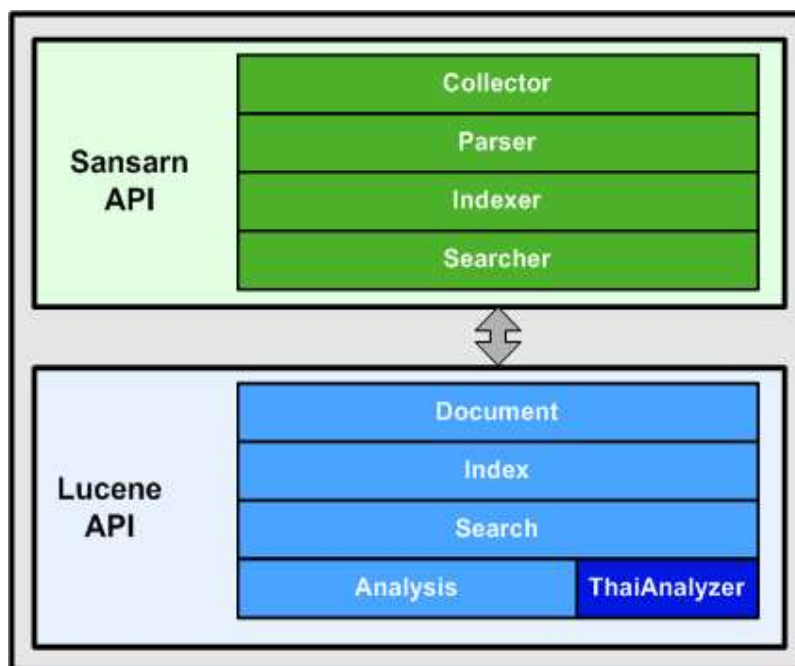 Sansarn
API
Collector
Parser
Indexer
Searcher
Lucene
API
Document
Index
Search
Analysis ThaiAnalyzer